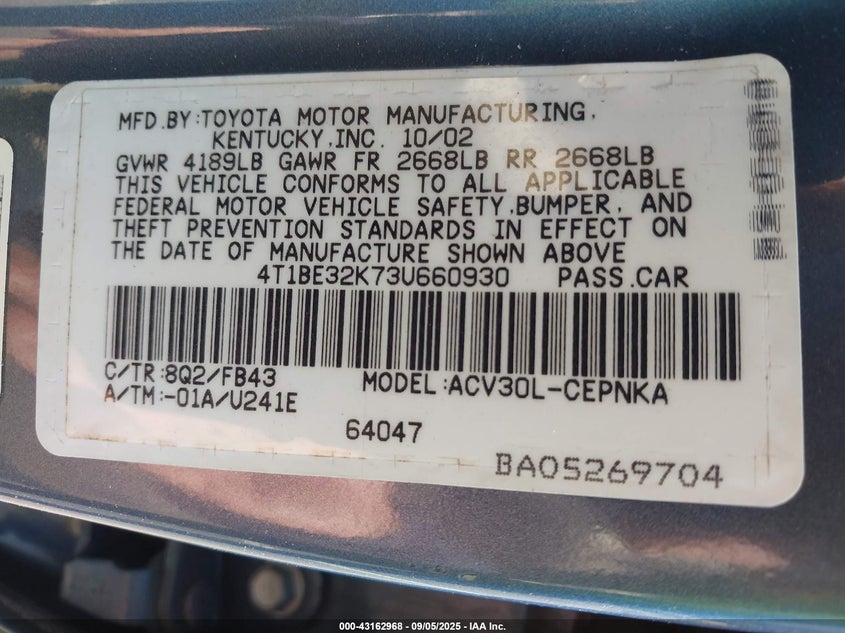 MFD.BY:TOYOTA MOTOR MANUFACTURING,
KENTUCKY,INC. 10/02
GVWR 4189LB GAWR FR 2668LB RR 2668LB
THIS VEHICLE CONFORMS TO ALL APPLICABLE
FEDERAL MOTOR VEHICLE SAFETY,BUMPER, AND
THEFT PREVENTION STANDARDS IN EFFECT ON
THE DATE OF MANUFACTURE SHOWN ABOVE
4T1BE32K73U660930 PASS.CAR
C/TR:8Q2/FB43 MODEL:ACV30L-CEPNKA
A/TM:-01A/U241E
64047
BA05269704
000-43162968 - 09/05/2025 - IAA Inc.